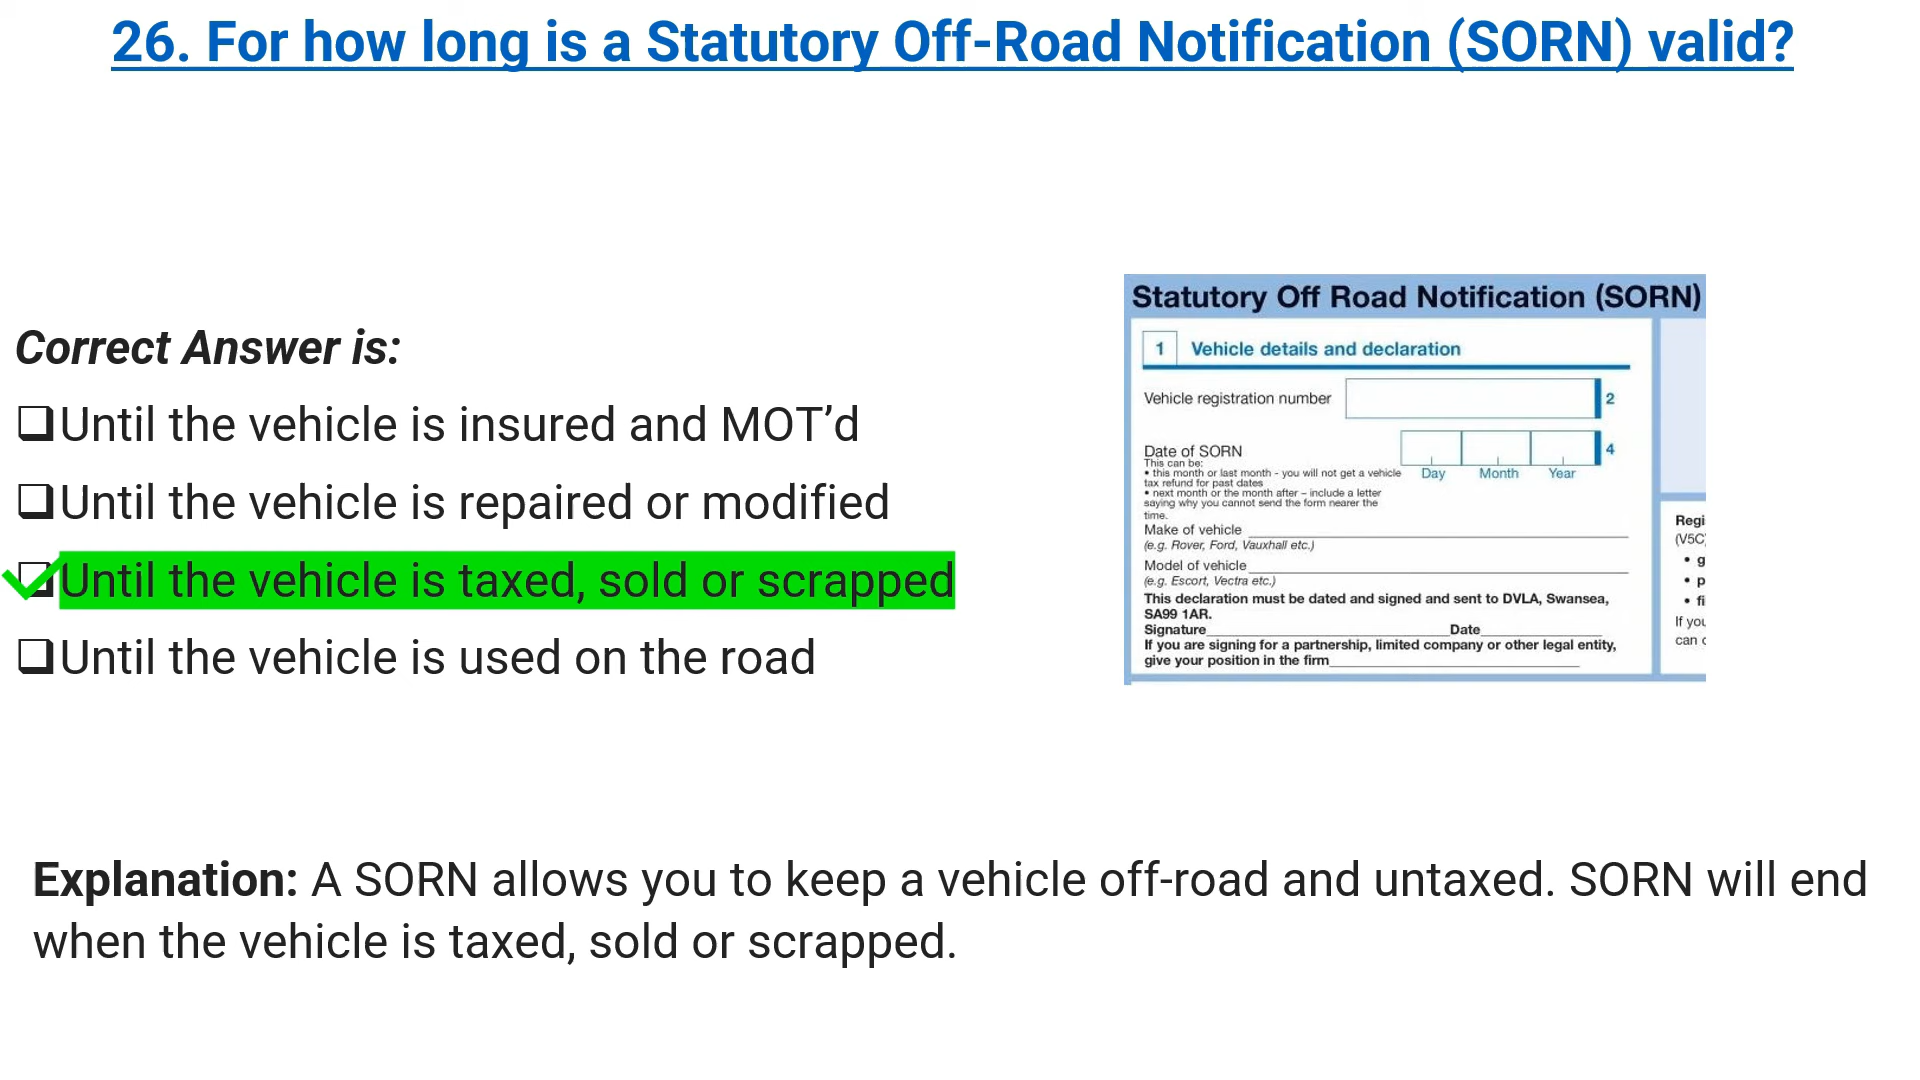 26. For how long is a Statutory Off-Road Notification (SORN) valid?
Correct Answer is:
Until the vehicle is insured and MOT’d
Until the vehicle is repaired or modified
Until the vehicle is taxed, sold or scrapped
Until the vehicle is used on the road
Statutory Off Road Notification (SORN)
1 Vehicle details and declaration
Vehicle registration number 2
Date of SORN 4
This can be:
• this month or last month - you will not get a vehicle
tax refund for past dates
Day Month Year
• next month or the month after – include a letter
saying why you cannot send the form nearer the
time.
Make of vehicle
(e.g. Rover, Ford, Vauxhall etc.)
Model of vehicle
(e.g. Escort, Vectra etc.)
This declaration must be dated and signed and sent to DVLA, Swansea,
SA99 1AR.
Signature Date
If you are signing for a partnership, limited company or other legal entity,
give your position in the firm
Regi
(V5C
• g
• p
• fi
If you
can c
Explanation: A SORN allows you to keep a vehicle off-road and untaxed. SORN will end
when the vehicle is taxed, sold or scrapped.